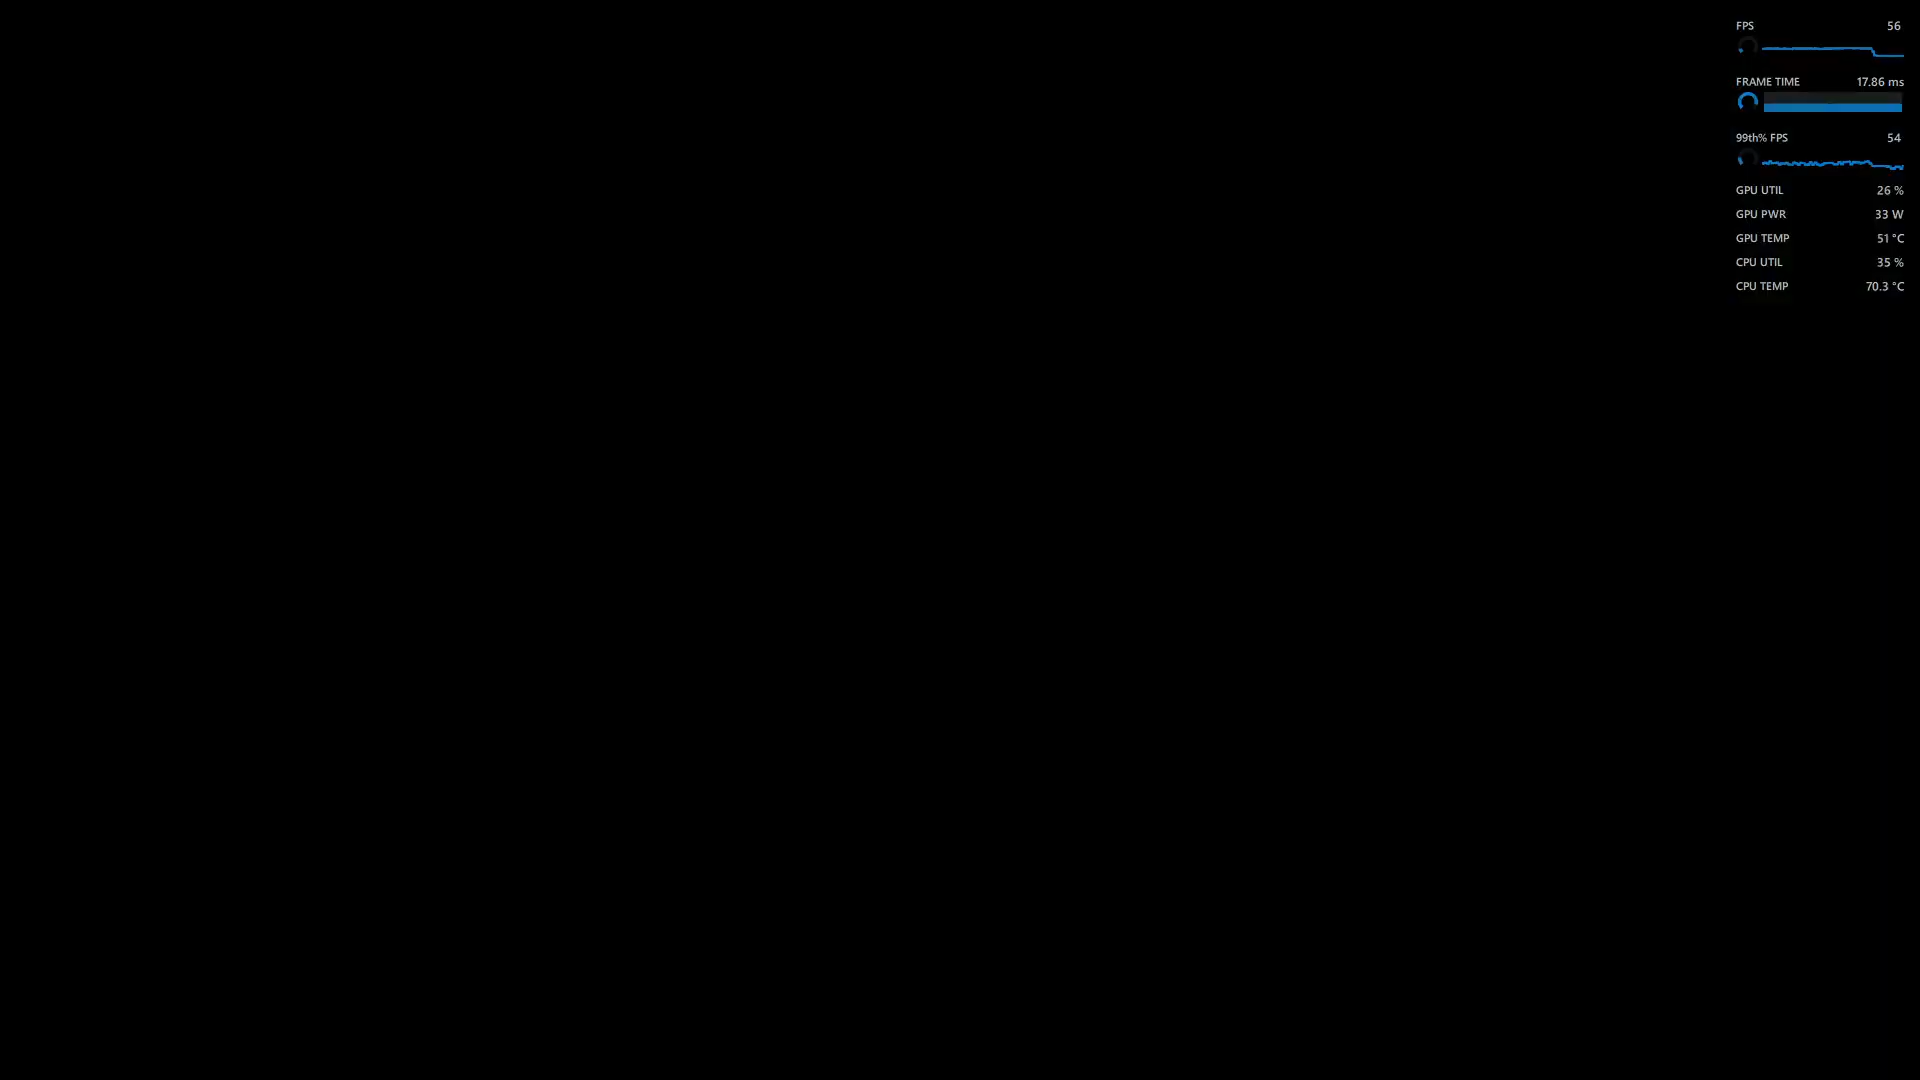 FPS 56
FRAME TIME 17.86 ms
99th% FPS 54
GPU UTIL 26 %
GPU PWR 33 W
GPU TEMP 51 °C
CPU UTIL 35 %
CPU TEMP 70.3 °C